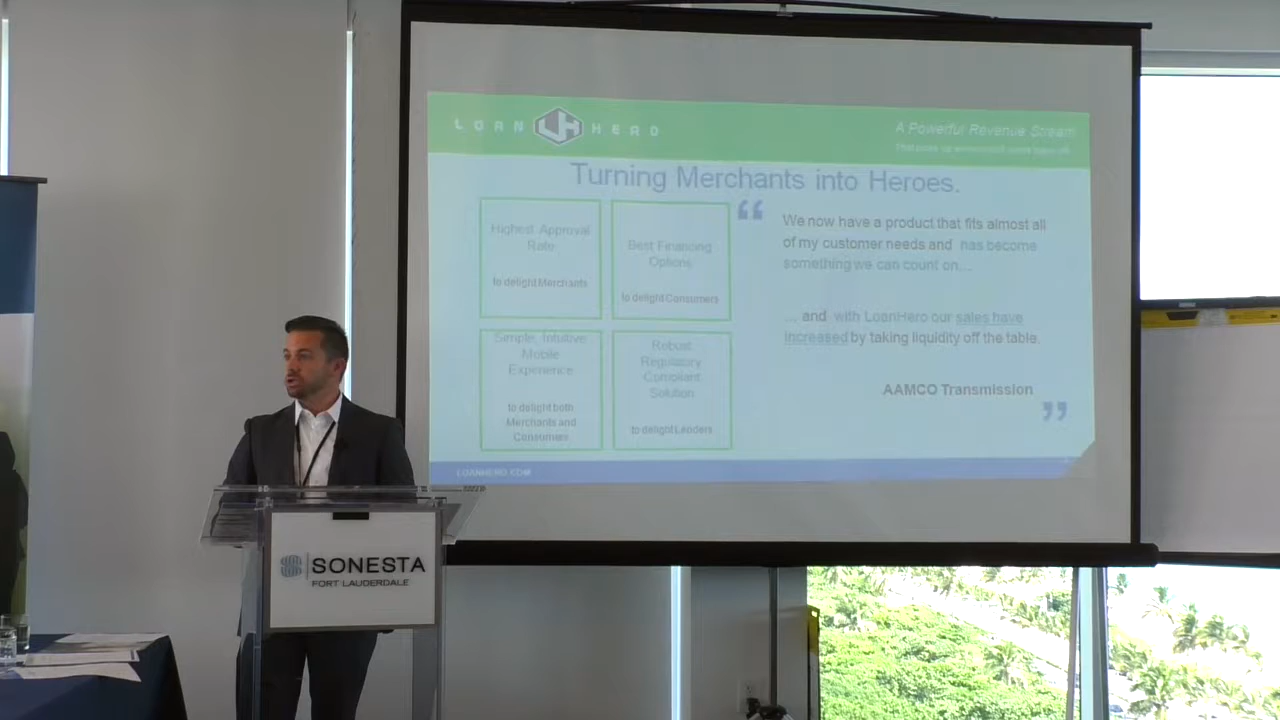 LOAN LH HERO
A Powerful Revenue Stream
Turning Merchants into Heroes.
Highest Approval
Rate
to delight Merchants
Best Financing
Options
to delight Consumers
Simple, Intuitive
Mobile
Experience
to delight both
Merchants and
Consumers
Robust
Regulatory
Compliant
Solution
to delight Lenders
“
We now have a product that fits almost all
of my customer needs and has become
something we can count on...
... and with LoanHero our sales have
increased by taking liquidity off the table.
AAMCO Transmission
”
LOANHERO.COM
SONESTA
FORT LAUDERDALE